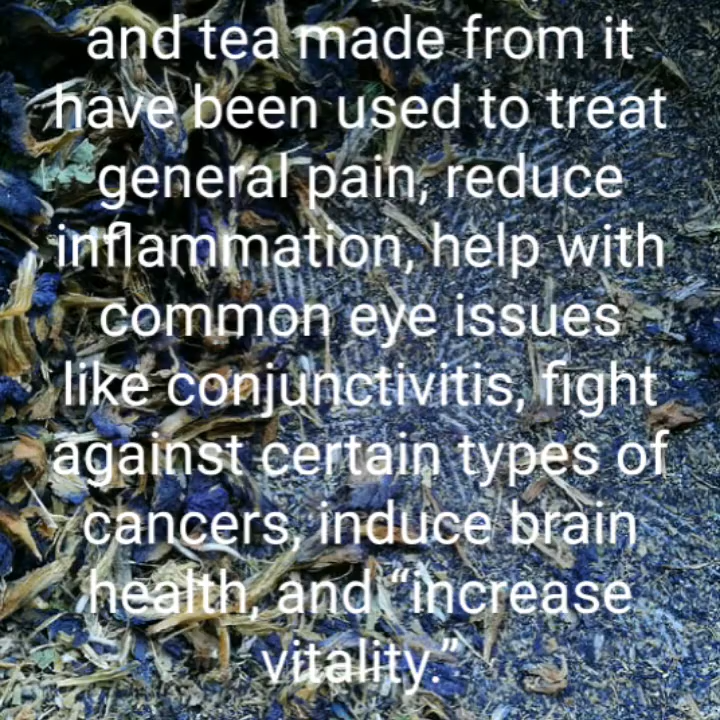 and tea made from it
have been used to treat
general pain, reduce
inflammation, help with
common eye issues
like conjunctivitis, fight
against certain types of
cancers, induce brain
health, and “increase
vitality.”